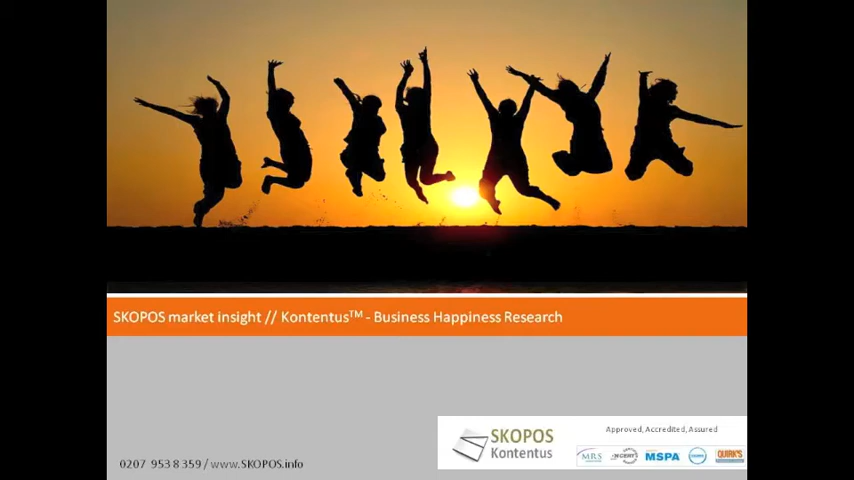 SKOPOS market insight // Kontentus™ - Business Happiness Research
SKOPOS
Kontentus
Approved, Accredited, Assured
MRS
MSPA
QUIRK'S
0207 953 8 359 / www.SKOPOS.info